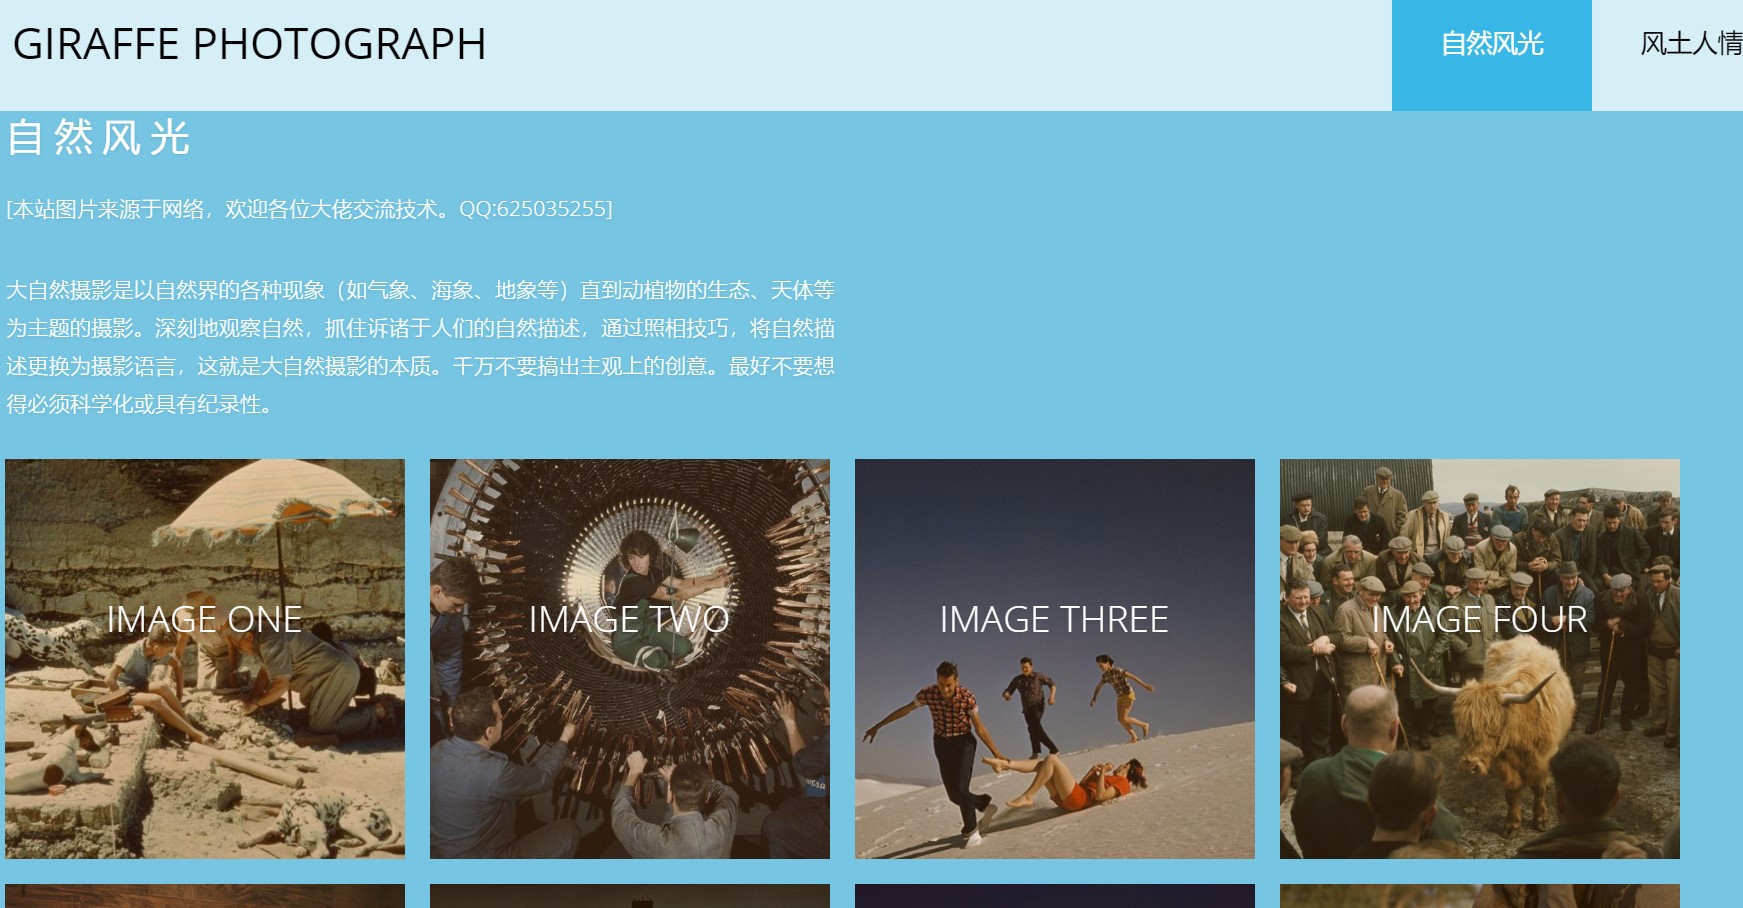 GIRAFFE PHOTOGRAPH
自然风光
风土人情
自然风光
[本站图片来源于网络，欢迎各位大佬交流技术。QQ:625035255]
大自然摄影是以自然界的各种现象（如气象、海象、地象等）直到动植物的生态、天体等
为主题的摄影。深刻地观察自然，抓住诉诸于人们的自然描述，通过照相技巧，将自然描
述更换为摄影语言，这就是大自然摄影的本质。千万不要搞出主观上的创意。最好不要想
得必须科学化或具有纪录性。
IMAGE ONE
IMAGE TWO
IMAGE THREE
IMAGE FOUR